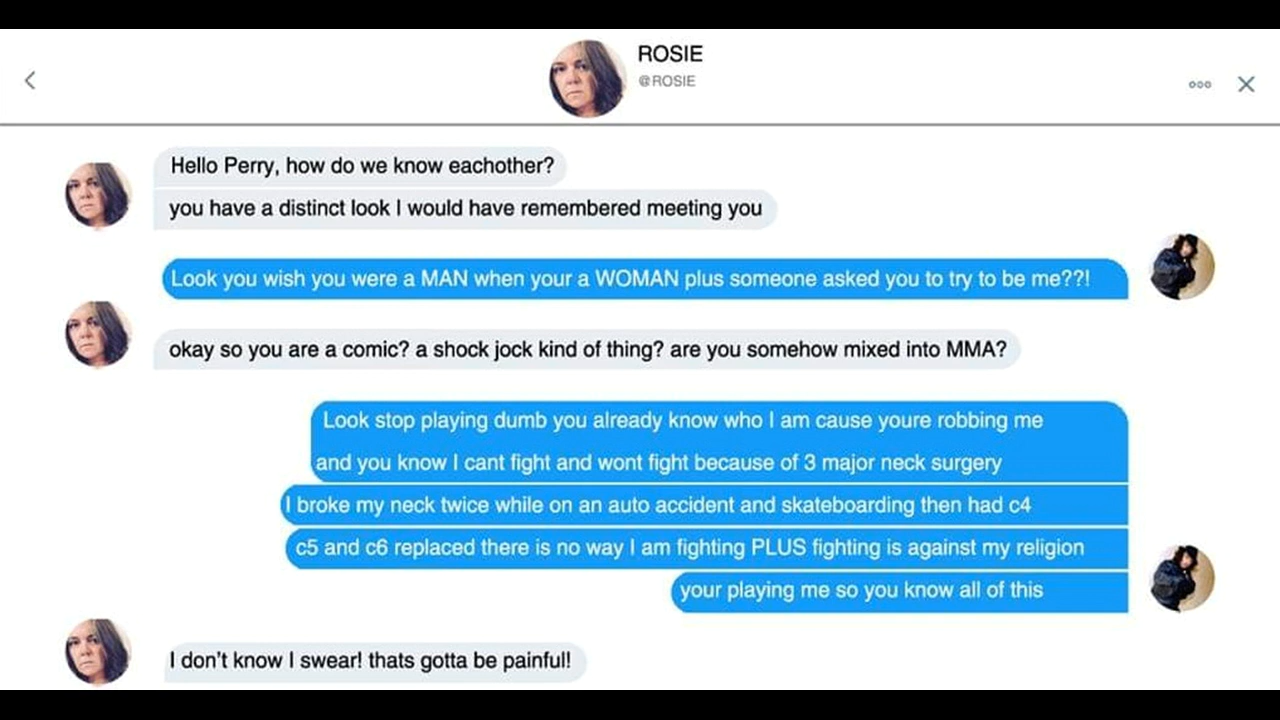 ROSIE
@ROSIE
Hello Perry, how do we know eachother?
you have a distinct look I would have remembered meeting you
Look you wish you were a MAN when your a WOMAN plus someone asked you to try to be me??!
okay so you are a comic? a shock jock kind of thing? are you somehow mixed into MMA?
Look stop playing dumb you already know who I am cause youre robbing me
and you know I cant fight and wont fight because of 3 major neck surgery
I broke my neck twice while on an auto accident and skateboarding then had c4
c5 and c6 replaced there is no way I am fighting PLUS fighting is against my religion
your playing me so you know all of this
I don't know I swear! thats gotta be painful!